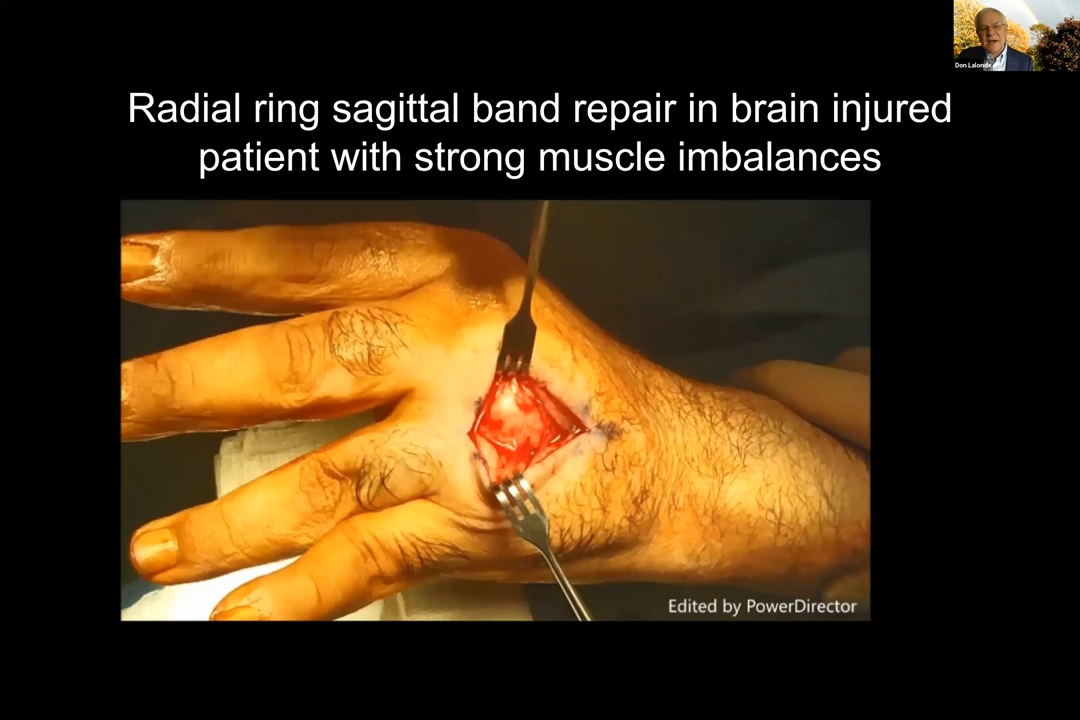 Don Lalonde
Radial ring sagittal band repair in brain injured
patient with strong muscle imbalances
Edited by PowerDirector